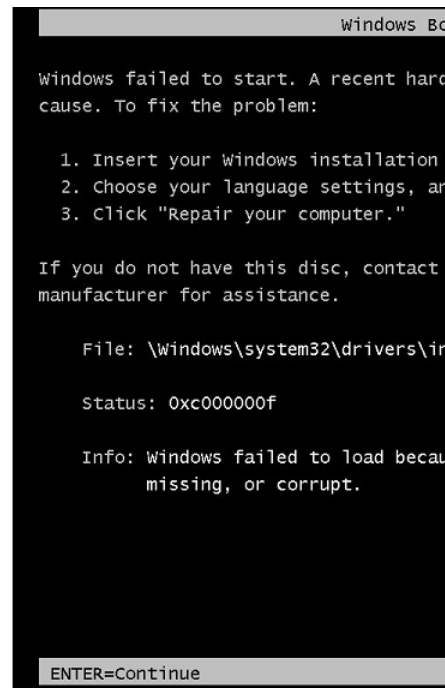 Windows Bo
Windows failed to start. A recent hard
cause. To fix the problem:
1. Insert your Windows installation
2. Choose your language settings, an
3. Click "Repair your computer."
If you do not have this disc, contact
manufacturer for assistance.
File: \Windows\system32\drivers\in
Status: 0xc000000f
Info: Windows failed to load becau
missing, or corrupt.
ENTER=Continue